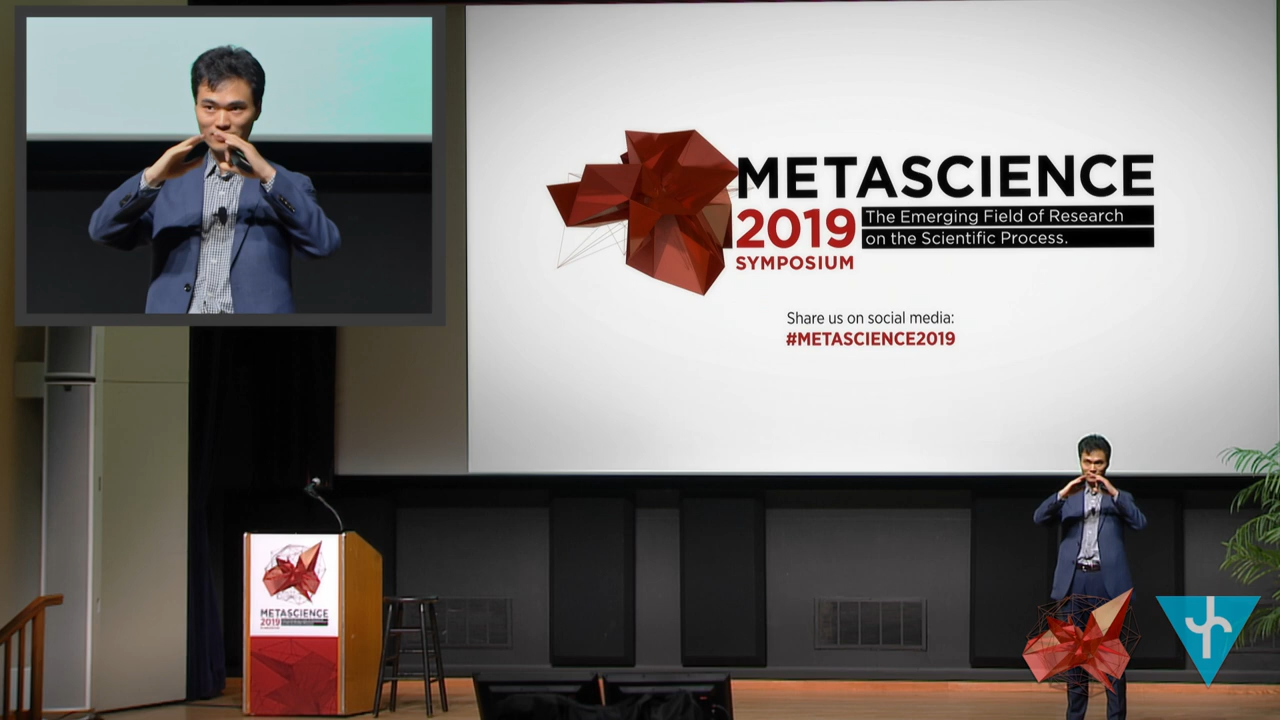 METASCIENCE
2019
The Emerging Field of Research
on the Scientific Process.
SYMPOSIUM
Share us on social media:
#METASCIENCE2019
METASCIENCE
2019
SYMPOSIUM